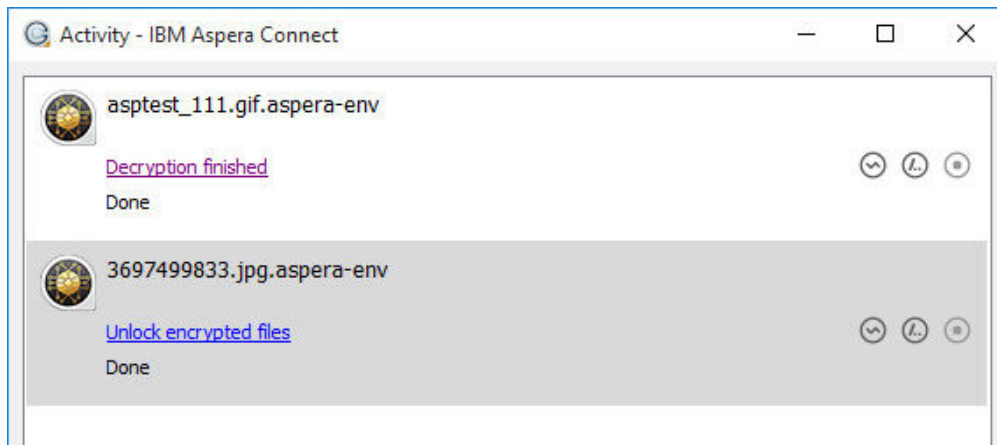 Activity - IBM Aspera Connect
asptest_111.gif.aspera-env
Decryption finished
Done
3697499833.jpg.aspera-env
Unlock encrypted files
Done